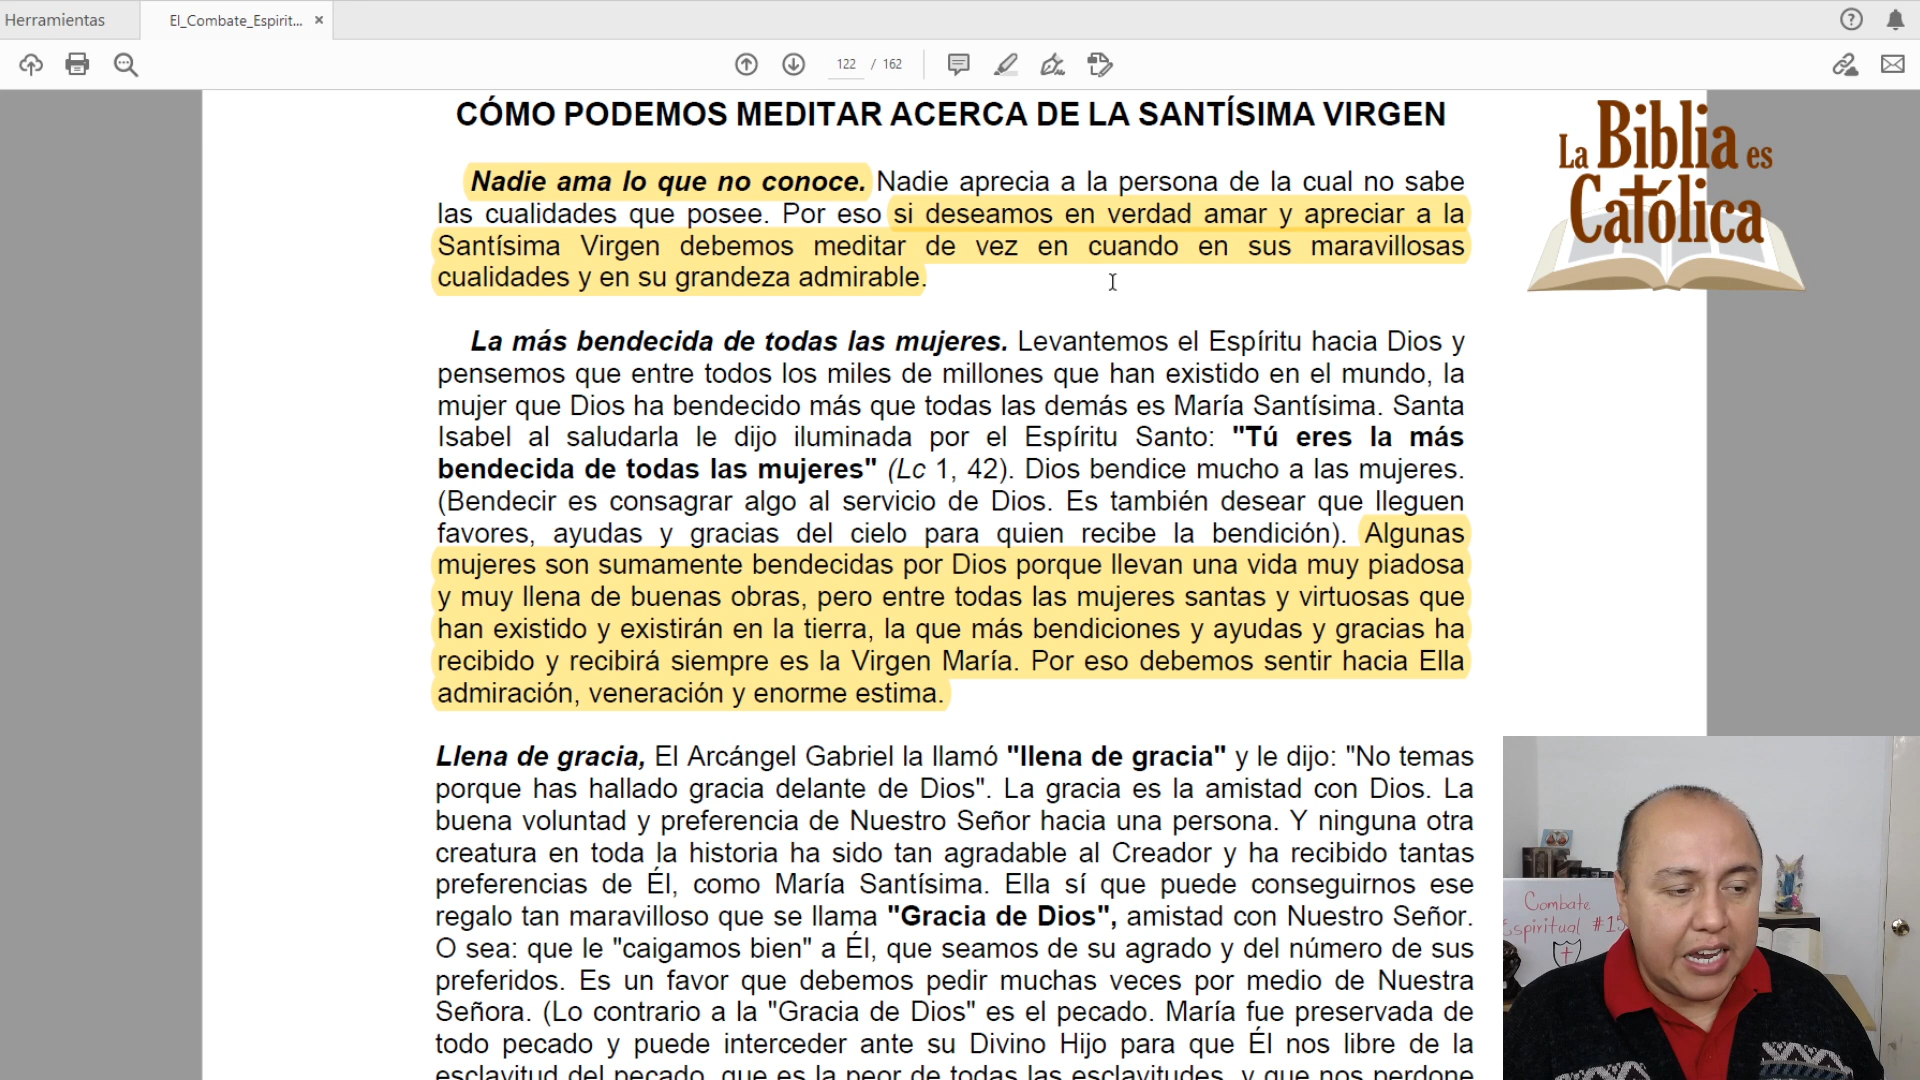 Herramientas
El_Combate_Espirit...
122 / 162
CÓMO PODEMOS MEDITAR ACERCA DE LA SANTÍSIMA VIRGEN
La Biblia es
Católica
Nadie ama lo que no conoce. Nadie aprecia a la persona de la cual no sabe
las cualidades que posee. Por eso si deseamos en verdad amar y apreciar a la
Santísima Virgen debemos meditar de vez en cuando en sus maravillosas
cualidades y en su grandeza admirable.
La más bendecida de todas las mujeres. Levantemos el Espíritu hacia Dios y
pensemos que entre todos los miles de millones que han existido en el mundo, la
mujer que Dios ha bendecido más que todas las demás es María Santísima. Santa
Isabel al saludarla le dijo iluminada por el Espíritu Santo: "Tú eres la más
bendecida de todas las mujeres" (Lc 1, 42). Dios bendice mucho a las mujeres.
(Bendecir es consagrar algo al servicio de Dios. Es también desear que lleguen
favores, ayudas y gracias del cielo para quien recibe la bendición). Algunas
mujeres son sumamente bendecidas por Dios porque llevan una vida muy piadosa
y muy llena de buenas obras, pero entre todas las mujeres santas y virtuosas que
han existido y existirán en la tierra, la que más bendiciones y ayudas y gracias ha
recibido y recibirá siempre es la Virgen María. Por eso debemos sentir hacia Ella
admiración, veneración y enorme estima.
Llena de gracia, El Arcángel Gabriel la llamó "llena de gracia" y le dijo: "No temas
porque has hallado gracia delante de Dios". La gracia es la amistad con Dios. La
buena voluntad y preferencia de Nuestro Señor hacia una persona. Y ninguna otra
creatura en toda la historia ha sido tan agradable al Creador y ha recibido tantas
preferencias de Él, como María Santísima. Ella sí que puede conseguirnos ese
regalo tan maravilloso que se llama "Gracia de Dios", amistad con Nuestro Señor.
O sea: que le "caigamos bien" a Él, que seamos de su agrado y del número de sus
preferidos. Es un favor que debemos pedir muchas veces por medio de Nuestra
Señora. (Lo contrario a la "Gracia de Dios" es el pecado. María fue preservada de
todo pecado y puede interceder ante su Divino Hijo para que Él nos libre de la
esclavitud del pecado, que es la peor de todas las esclavitudes, y que nos perdone
Combate
Espiritual #15